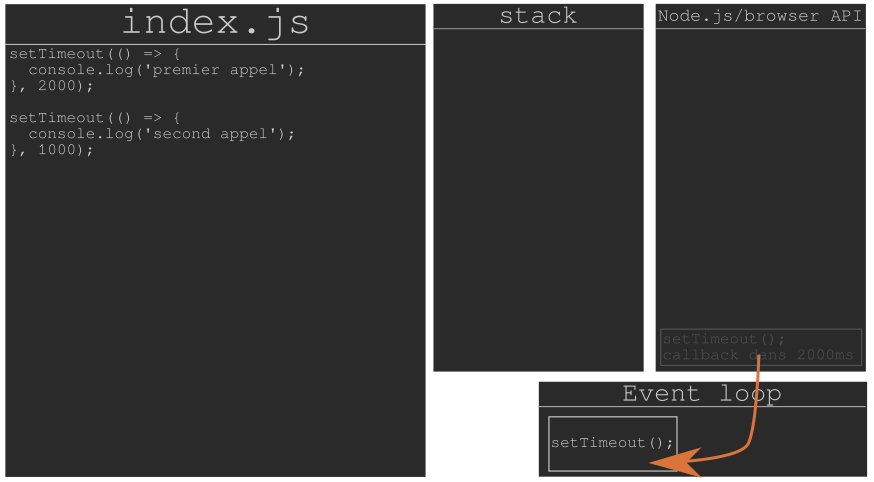 index.js
setTimeout(() => {
  console.log('premier appel');
}, 2000);

setTimeout(() => {
  console.log('second appel');
}, 1000);
stack
Node.js/browser API
setTimeout();
callback dans 2000ms
Event loop
setTimeout();